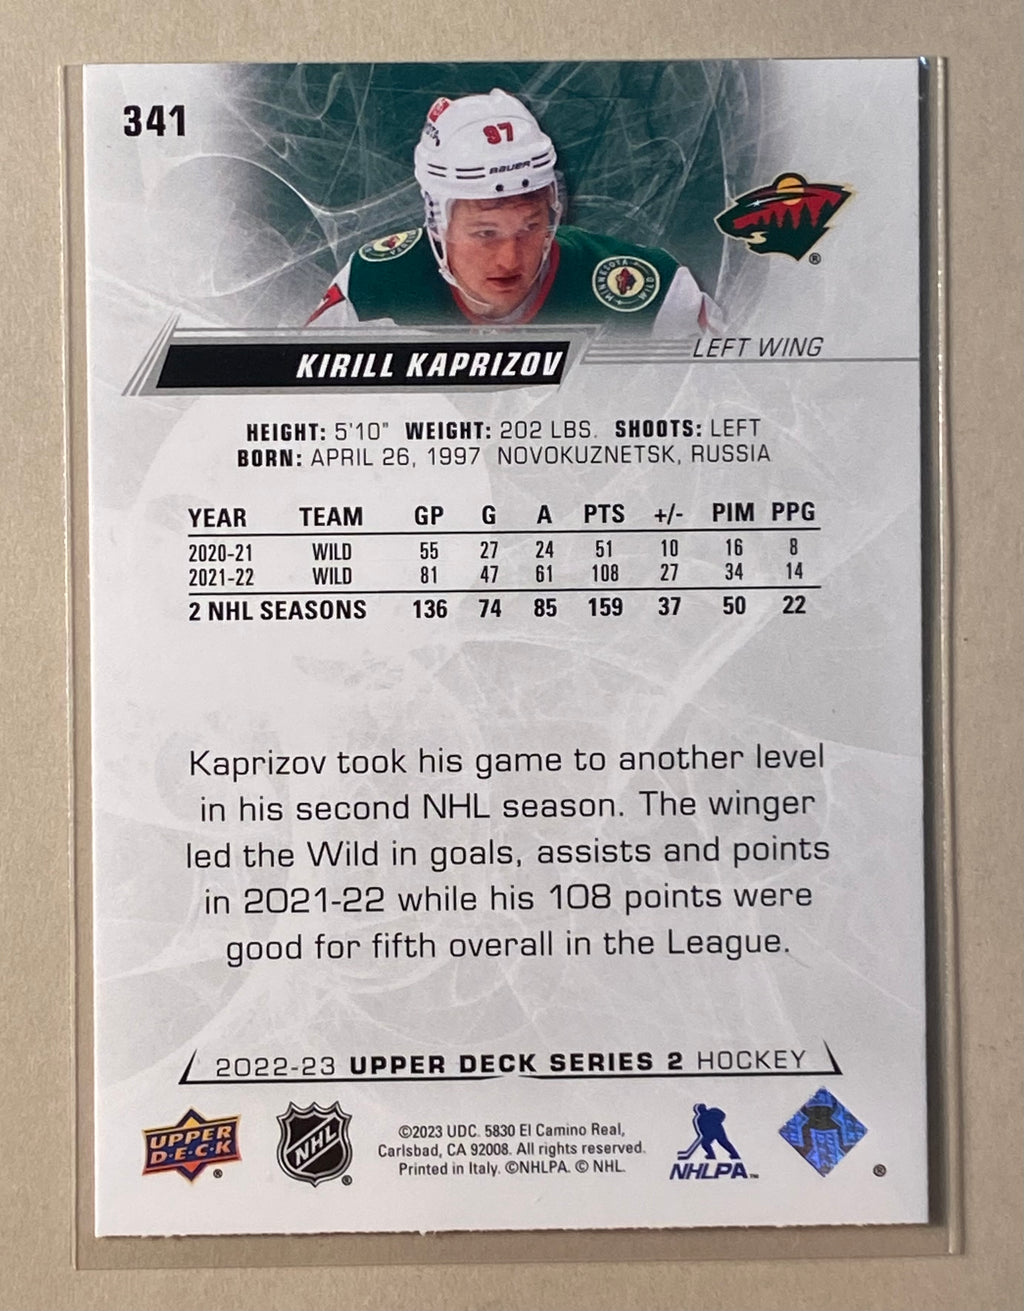 341
97
BAUER
MINNESOTA WILD
®
LEFT WING
KIRILL KAPRIZOV
HEIGHT: 5'10" WEIGHT: 202 LBS. SHOOTS: LEFT
BORN: APRIL 26, 1997 NOVOKUZNETSK, RUSSIA
YEAR TEAM GP G A PTS +/- PIM PPG
2020-21 WILD 55 27 24 51 10 16 8
2021-22 WILD 81 47 61 108 27 34 14
2 NHL SEASONS 136 74 85 159 37 50 22
Kaprizov took his game to another level
in his second NHL season. The winger
led the Wild in goals, assists and points
in 2021-22 while his 108 points were
good for fifth overall in the League.
2022-23 UPPER DECK SERIES 2 HOCKEY
UPPER
D•E•C•K
®
NHL
®
©2023 UDC. 5830 El Camino Real,
Carlsbad, CA 92008. All rights reserved.
Printed in Italy. ©NHLPA. © NHL.
NHLPA™
®